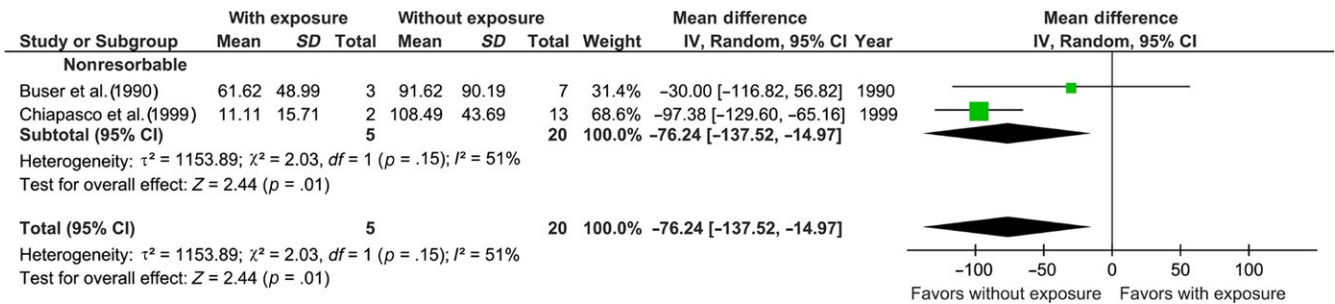 With exposure Without exposure Mean difference Mean difference
Study or Subgroup Mean SD Total Mean SD Total Weight IV, Random, 95% CI Year IV, Random, 95% CI
Nonresorbable
Buser et al. (1990) 61.62 48.99 3 91.62 90.19 7 31.4% −30.00 [−116.82, 56.82] 1990
Chiapasco et al. (1999) 11.11 15.71 2 108.49 43.69 13 68.6% −97.38 [−129.60, −65.16] 1999
Subtotal (95% CI) 5 20 100.0% −76.24 [−137.52, −14.97]
Heterogeneity: τ² = 1153.89; χ² = 2.03, df = 1 (p = .15); I² = 51%
Test for overall effect: Z = 2.44 (p = .01)
Total (95% CI) 5 20 100.0% −76.24 [−137.52, −14.97]
Heterogeneity: τ² = 1153.89; χ² = 2.03, df = 1 (p = .15); I² = 51%
Test for overall effect: Z = 2.44 (p = .01)
−100 −50 0 50 100
Favors without exposure Favors with exposure